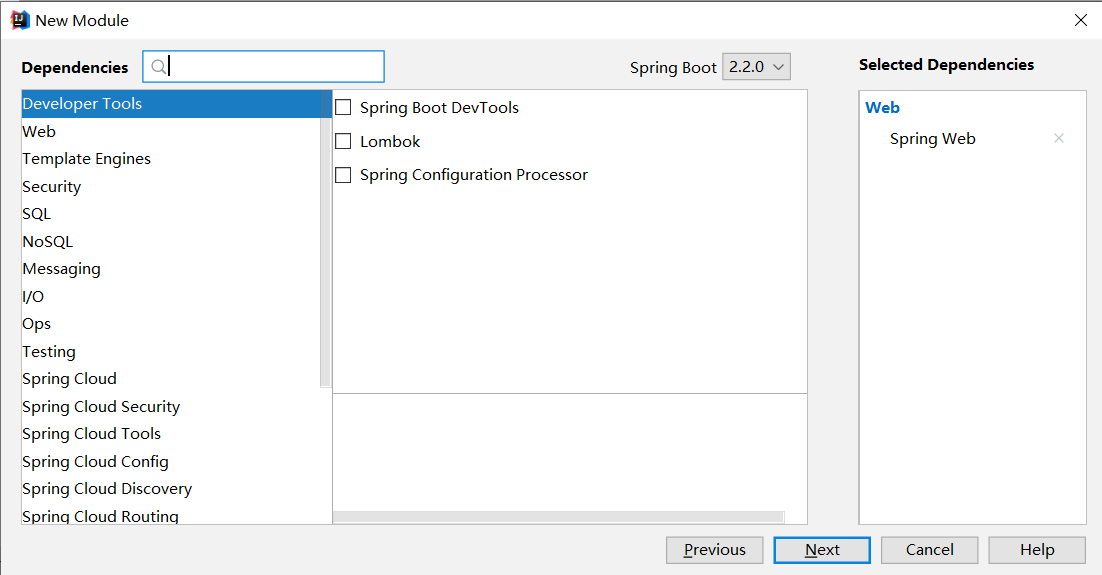 New Module
Dependencies
Spring Boot 2.2.0
Selected Dependencies
Developer Tools
Web
Template Engines
Security
SQL
NoSQL
Messaging
I/O
Ops
Testing
Spring Cloud
Spring Cloud Security
Spring Cloud Tools
Spring Cloud Config
Spring Cloud Discovery
Spring Cloud Routing
Spring Boot DevTools
Lombok
Spring Configuration Processor
Web
Spring Web
Previous
Next
Cancel
Help